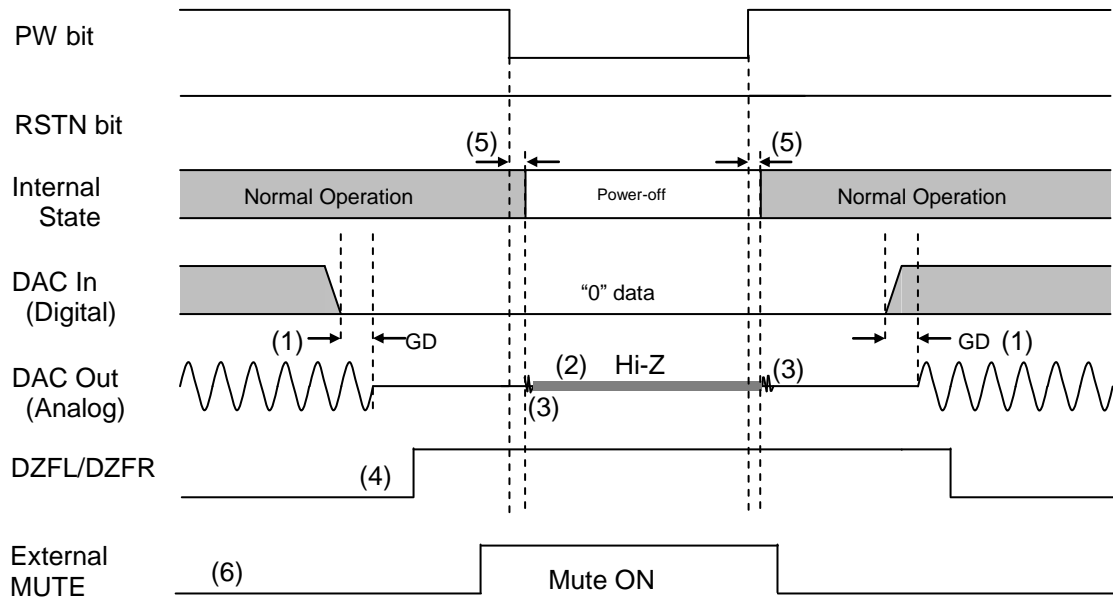 PW bit
RSTN bit
(5)
(5)
Internal
State
Normal Operation
Power-off
Normal Operation
DAC In
(Digital)
“0” data
(1)
GD
GD
(1)
DAC Out
(Analog)
(2)
Hi-Z
(3)
(3)
DZFL/DZFR
(4)
External
MUTE
(6)
Mute ON